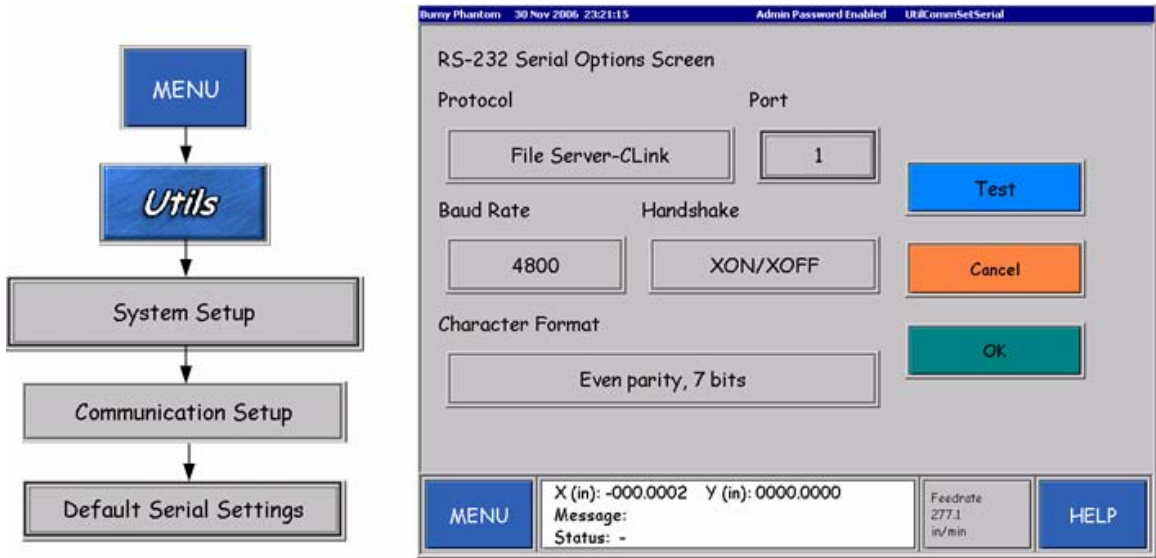 MENU
Utils
System Setup
Communication Setup
Default Serial Settings
Burny Phantom 30 Nov 2006 23:21:15 Admin Password Enabled UtilCommSetSerial
RS-232 Serial Options Screen
Protocol Port
File Server-CLink 1
Test
Baud Rate Handshake
4800 XON/XOFF
Cancel
Character Format
OK
Even parity, 7 bits
MENU
X (in): -000.0002 Y (in): 0000.0000
Message:
Status: -
Feedrate
277.1
in/min
HELP